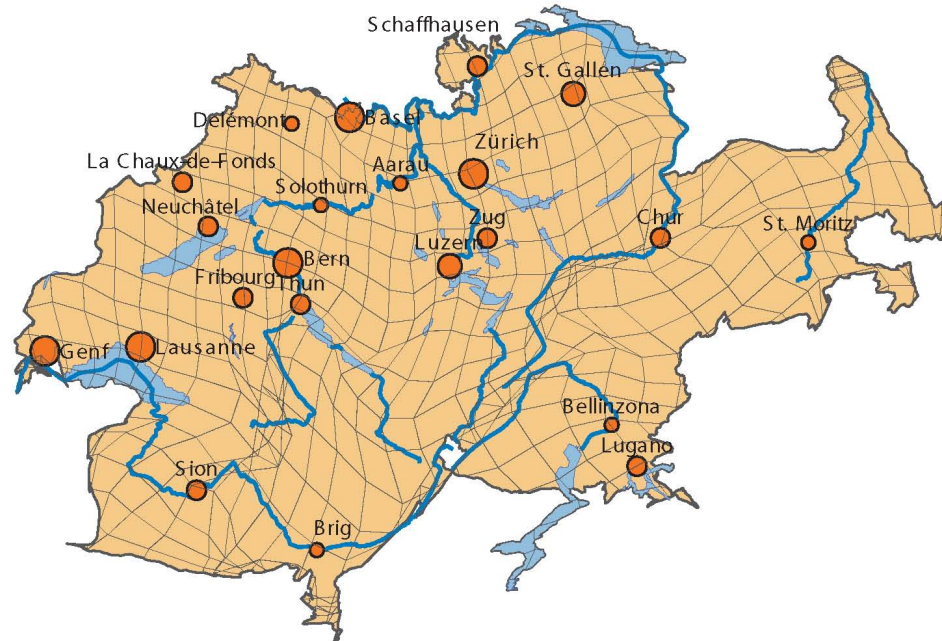 Schaffhausen
St. Gallen
Delémont
Basel
Zürich
La Chaux-de-Fonds
Aarau
Solothurn
Neuchâtel
Zug
Chur
St. Moritz
Luzern
Bern
Fribourg
Thun
Genf
Lausanne
Bellinzona
Lugano
Sion
Brig